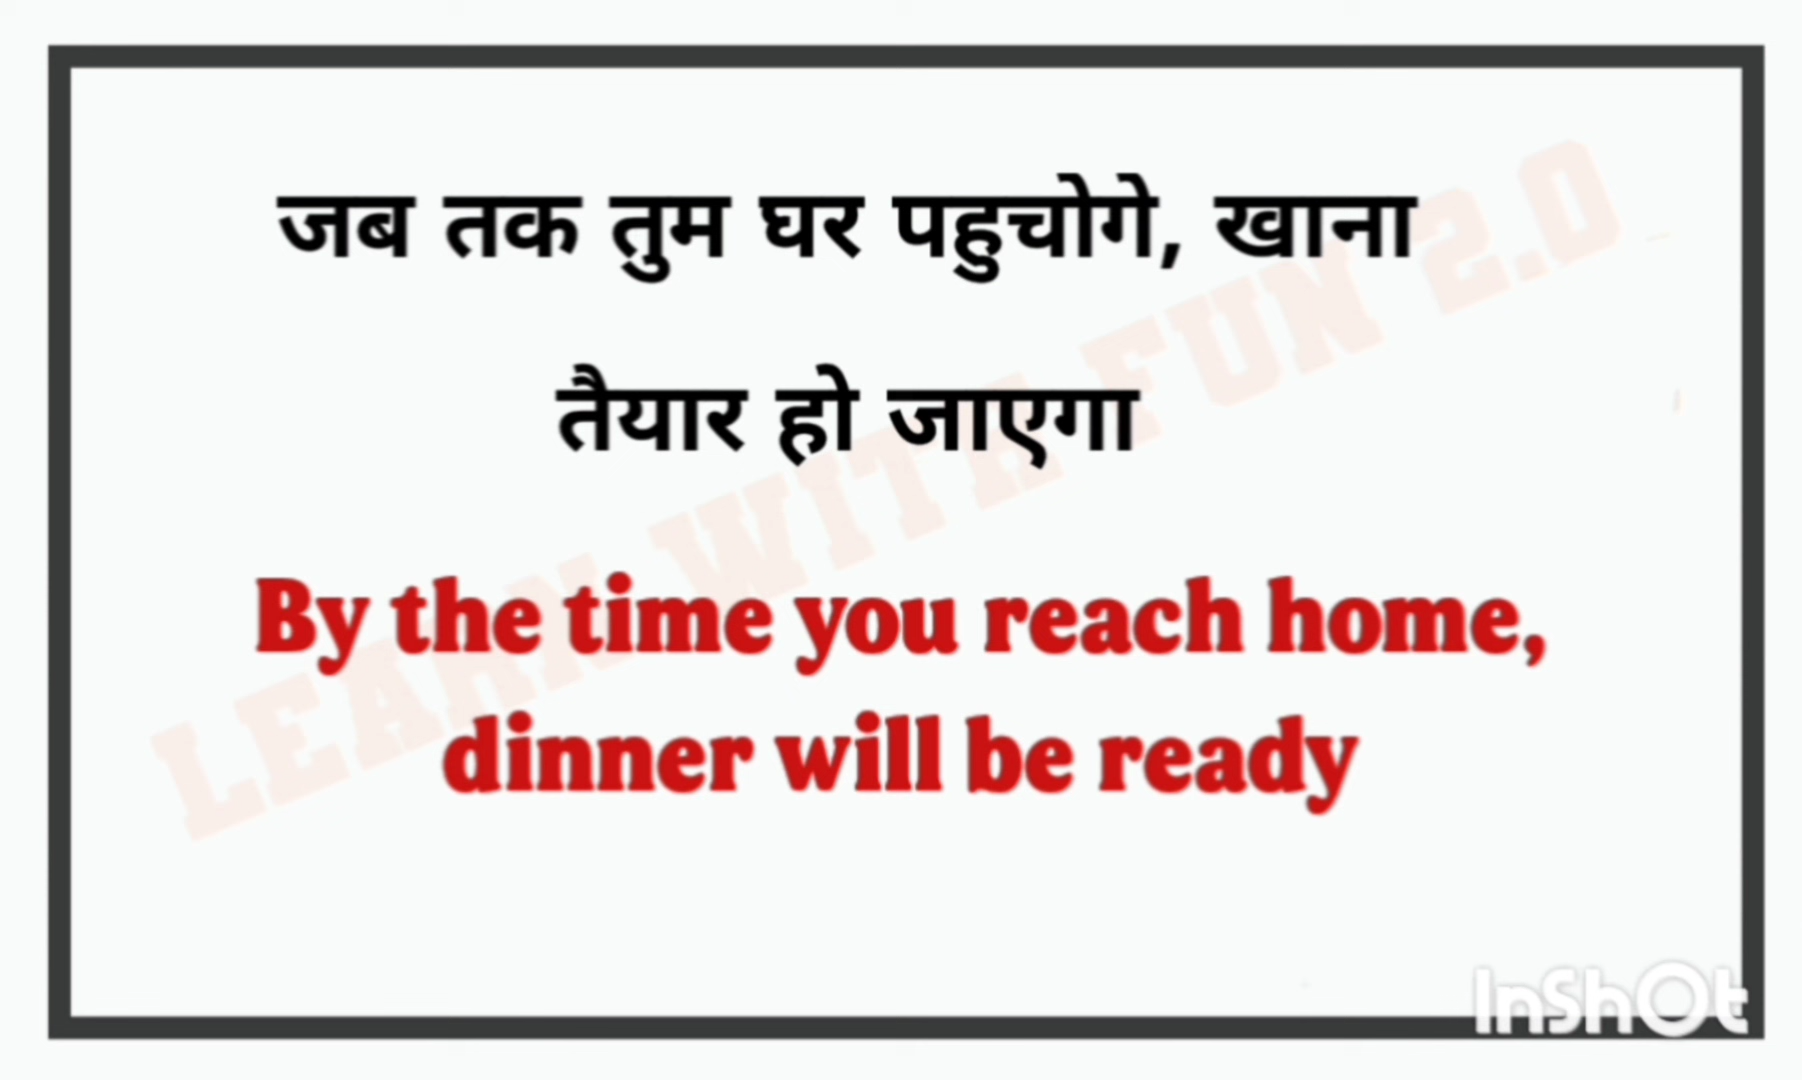 जब तक तुम घर पहुचोगे, खाना
तैयार हो जाएगा
By the time you reach home,
dinner will be ready
LEARN WITH FUN 2.0
InShOt